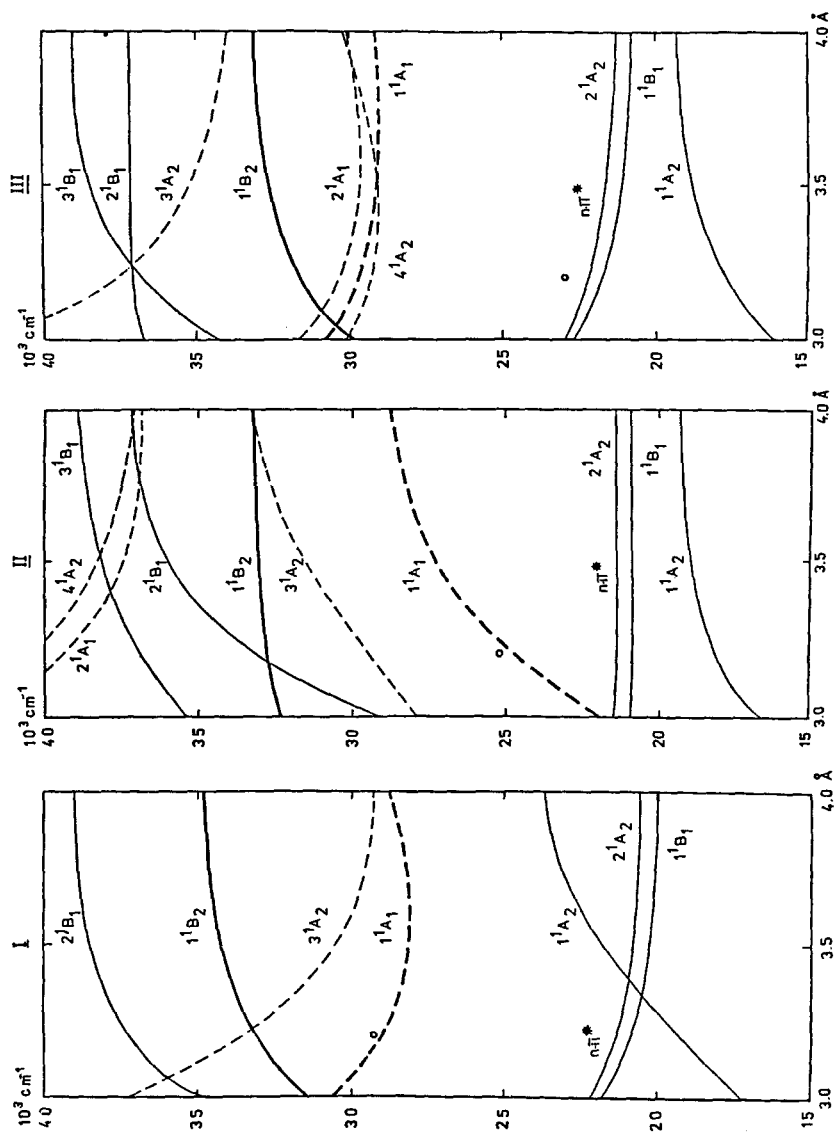 I
10³ cm⁻¹
40
35
30
25
20
15
2¹B₁
1¹B₂
3¹A₂
1¹A₁
1¹A₂
n-π*
2¹A₂
1¹B₁
3.0
3.5
4.0 Å
II
10³ cm⁻¹
40
35
30
25
20
15
4¹A₂
3¹B₁
2¹A₁
2¹B₁
1¹B₂
3¹A₂
1¹A₁
n-π*
2¹A₂
1¹B₁
1¹A₂
3.0
3.5
4.0 Å
III
10³ cm⁻¹
40
35
30
25
20
15
3¹B₁
2¹B₁
3¹A₂
1¹B₂
2¹A₁
1¹A₁
4¹A₂
n-π*
2¹A₂
1¹B₁
1¹A₂
3.0
3.5
4.0 Å